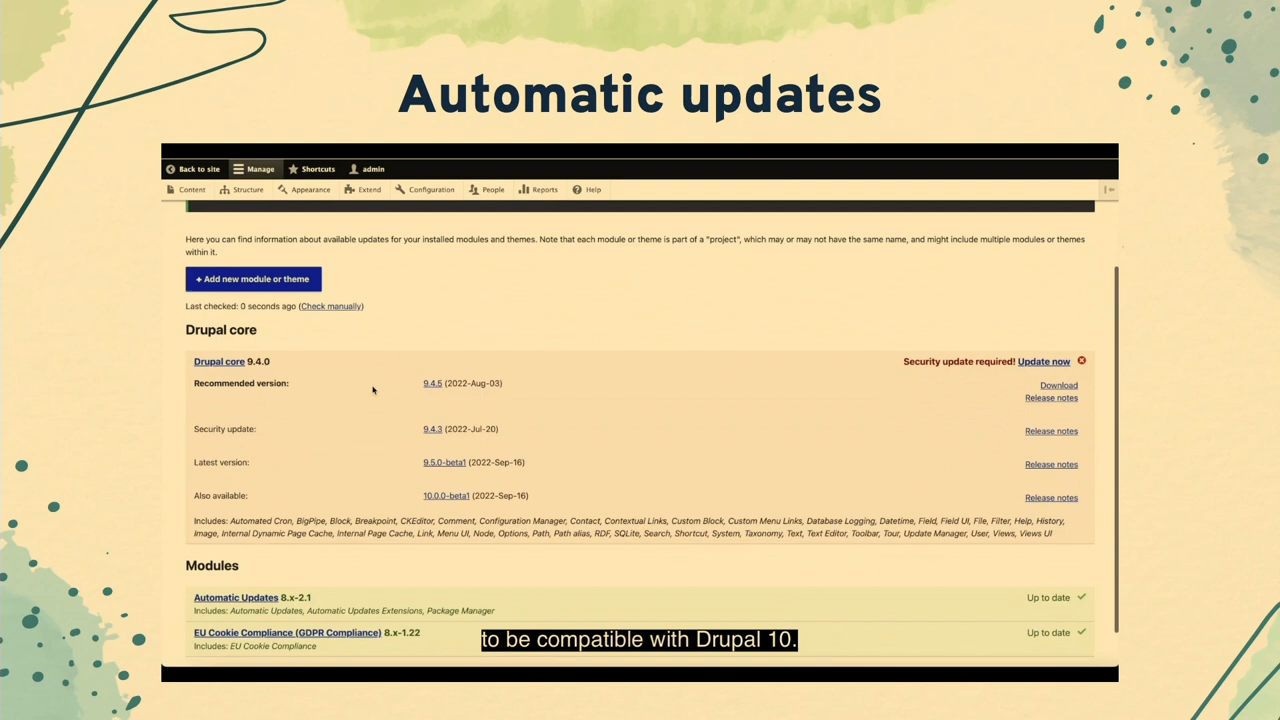 Automatic updates
Back to site Manage Shortcuts admin
Content Structure Appearance Extend Configuration People Reports Help
Here you can find information about available updates for your installed modules and themes. Note that each module or theme is part of a "project", which may or may not have the same name, and might include multiple modules or themes
within it.
+ Add new module or theme
Last checked: 0 seconds ago (Check manually)
Drupal core
Drupal core 9.4.0 Security update required! Update now
Recommended version: 9.4.5 (2022-Aug-03) Download
Release notes
Security update: 9.4.3 (2022-Jul-20) Release notes
Latest version: 9.5.0-beta1 (2022-Sep-16) Release notes
Also available: 10.0.0-beta1 (2022-Sep-16) Release notes
Includes: Automated Cron, BigPipe, Block, Breakpoint, CKEditor, Comment, Configuration Manager, Contact, Contextual Links, Custom Block, Custom Menu Links, Database Logging, Datetime, Field, Field UI, File, Filter, Help, History,
Image, Internal Dynamic Page Cache, Internal Page Cache, Link, Menu UI, Node, Options, Path, Path alias, RDF, SQLite, Search, Shortcut, System, Taxonomy, Text, Text Editor, Toolbar, Tour, Update Manager, User, Views, Views UI
Modules
Automatic Updates 8.x-2.1 Up to date
Includes: Automatic Updates, Automatic Updates Extensions, Package Manager
EU Cookie Compliance (GDPR Compliance) 8.x-1.22 Up to date
Includes: EU Cookie Compliance
to be compatible with Drupal 10.